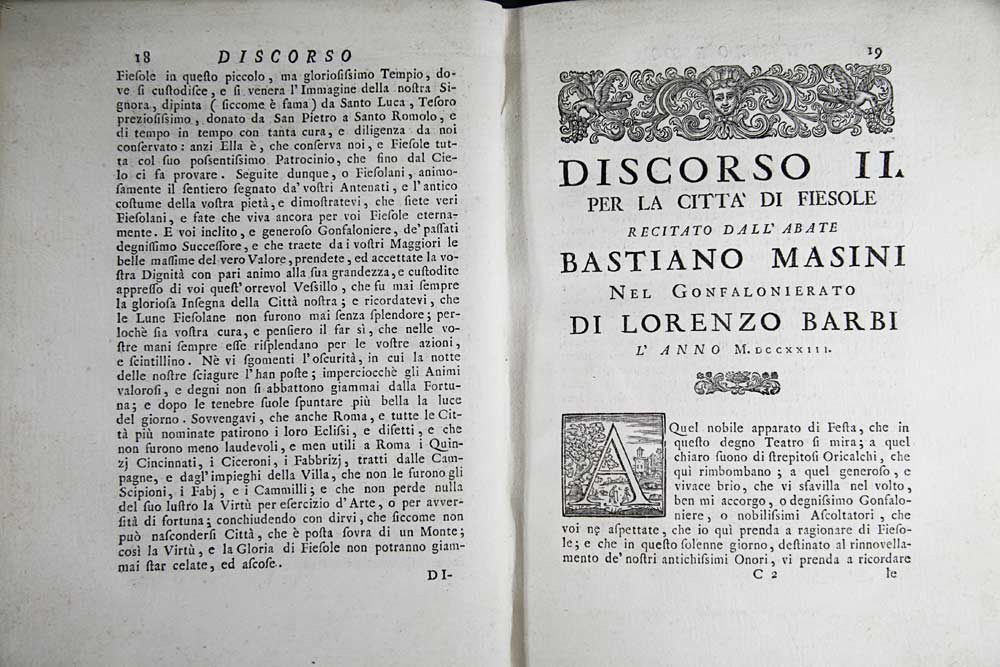 18 DISCORSO
Fieſole in queſto piccolo, ma glorioſiſſimo Tempio, do-
ve ſi cuſtodiſce, e ſi venera l'Immagine della noſtra Si-
gnora, dipinta (ſiccome è fama) da Santo Luca, Teſoro
prezioſiſſimo, donato da San Pietro a Santo Romolo, e
di tempo in tempo con tanta cura, e diligenza da noi
conſervato: anzi Ella è, che conſerva noi, e Fieſole tut-
ta col ſuo poſſentiſſimo Patrocinio, che ſino dal Cie-
lo ci fa provare. Seguite dunque, o Fieſolani, animo-
ſamente il ſentiero ſegnato da'voſtri Antenati, e l'antico
coſtume della voſtra pietà, e dimoſtratevi, che ſiete veri
Fieſolani, e fate che viva ancora per voi Fieſole eterna-
mente. E voi inclito, e generoſo Gonfaloniere, de'paſſati
degniſſimo Succeſſore, e che traete dai voſtri Maggiori le
belle maſſime del vero Valore, prendete, ed accettate la vo-
ſtra Dignità con pari animo alla ſua grandezza, e cuſtodite
appreſſo di voi queſt'orrevol Veſſillo, che fu mai ſempre
la glorioſa Inſegna della Città noſtra; e ricordatevi, che
le Lune Fieſolane non furono mai ſenza ſplendore; per-
lochè ſia voſtra cura, e penſiero il far sì, che nelle vo-
ſtre mani ſempre eſſe riſplendano per le voſtre azioni,
e ſcintillino. Nè vi ſgomenti l'oſcurità, in cui la notte
delle noſtre ſciagure l'han poſte; imperciocchè gli Animi
valoroſi, e degni non ſi abbattono giammai dalla Fortu-
na; e dopo le tenebre ſuole ſpuntare più bella la luce
del giorno. Sovvengavi, che anche Roma, e tutte le Cit-
tà più nominate patirono i loro Ecliſſi, e difetti, e che
non furono meno laudevoli, e men utili a Roma i Quin-
zj Cincinnati, i Ciceroni, i Fabbrizj, tratti dalle Cam-
pagne, e dagl'impieghi della Villa, che non le furono gli
Scipioni, i Fabj, e i Cammilli; e che non perde nulla
del ſuo luſtro la Virtù per eſercizio d'Arte, o per avver-
ſità di fortuna; conchiudendo con dirvi, che ſiccome non
può naſconderſi Città, che è poſta ſovra di un Monte;
così la Virtù, e la Gloria di Fieſole non potranno giam-
mai ſtar celate, ed aſcoſe.
DI-
19
DISCORSO II.
PER LA CITTA' DI FIESOLE
RECITATO DALL'ABATE
BASTIANO MASINI
NEL GONFALONIERATO
DI LORENZO BARBI
L'ANNO M.DCCXXIII.
A Quel nobile apparato di Feſta, che in
queſto degno Teatro ſi mira; a quel
chiaro ſuono di ſtrepitoſi Oricalchi, che
quì rimbombano; a quel generoſo, e
vivace brio, che vi sfavilla nel volto,
ben mi accorgo, o degniſſimo Gonfalo-
niere, o nobiliſſimi Aſcoltatori, che
voi ne aſpettate, che io quì prenda a ragionare di Fieſo-
le; e che in queſto ſolenne giorno, deſtinato al rinnovella-
mento de'noſtri antichiſſimi Onori, vi prenda a ricordare
C 2 le